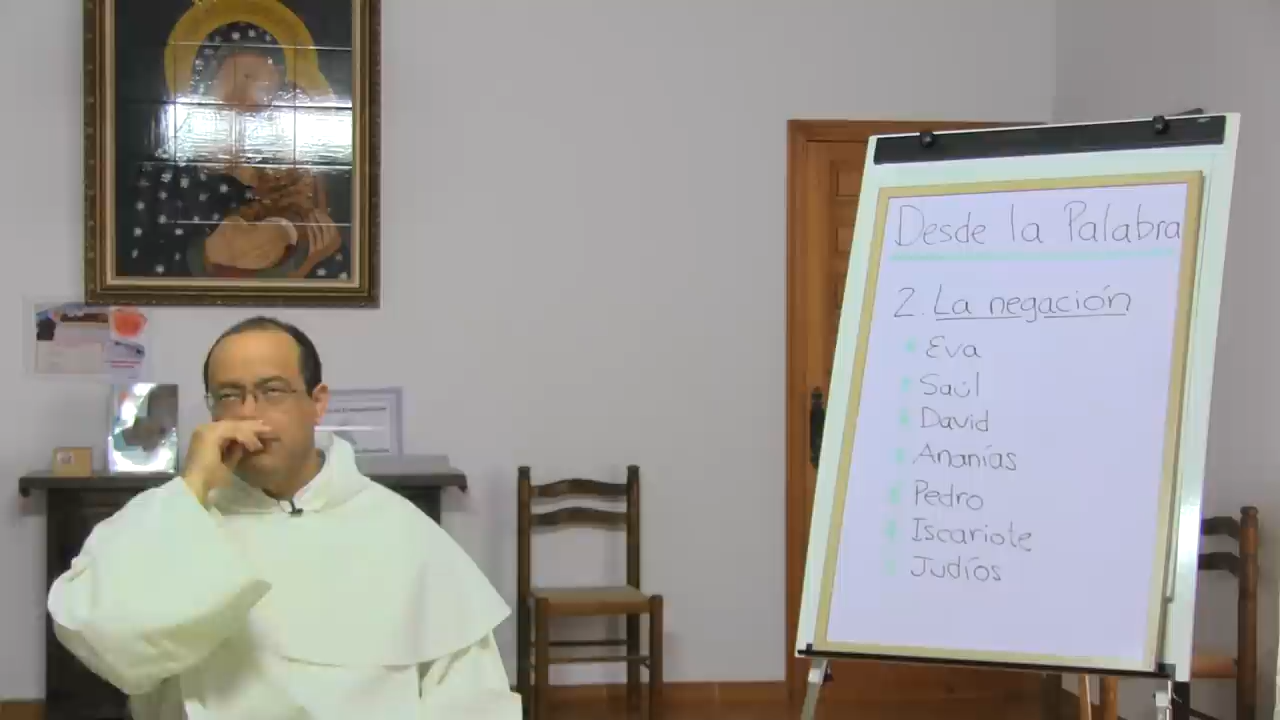 Desde la Palabra
2. La negación
Eva
Saúl
David
Ananías
Pedro
Iscariote
Judíos